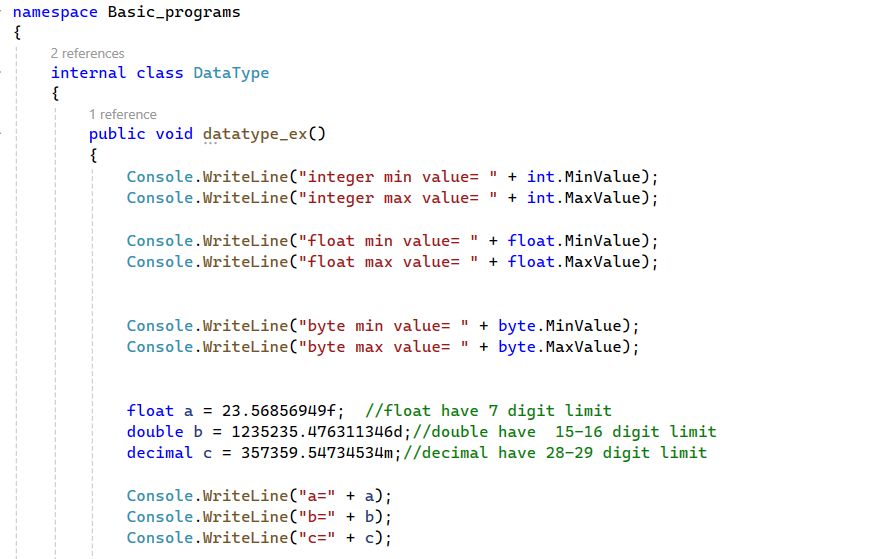 namespace Basic_programs
{
2 references
internal class DataType
{
1 reference
public void datatype_ex()
{
Console.WriteLine("integer min value= " + int.MinValue);
Console.WriteLine("integer max value= " + int.MaxValue);
Console.WriteLine("float min value= " + float.MinValue);
Console.WriteLine("float max value= " + float.MaxValue);
Console.WriteLine("byte min value= " + byte.MinValue);
Console.WriteLine("byte max value= " + byte.MaxValue);
float a = 23.56856949f;  //float have 7 digit limit
double b = 1235235.476311346d;//double have  15-16 digit limit
decimal c = 357359.54734534m;//decimal have 28-29 digit limit
Console.WriteLine("a=" + a);
Console.WriteLine("b=" + b);
Console.WriteLine("c=" + c);